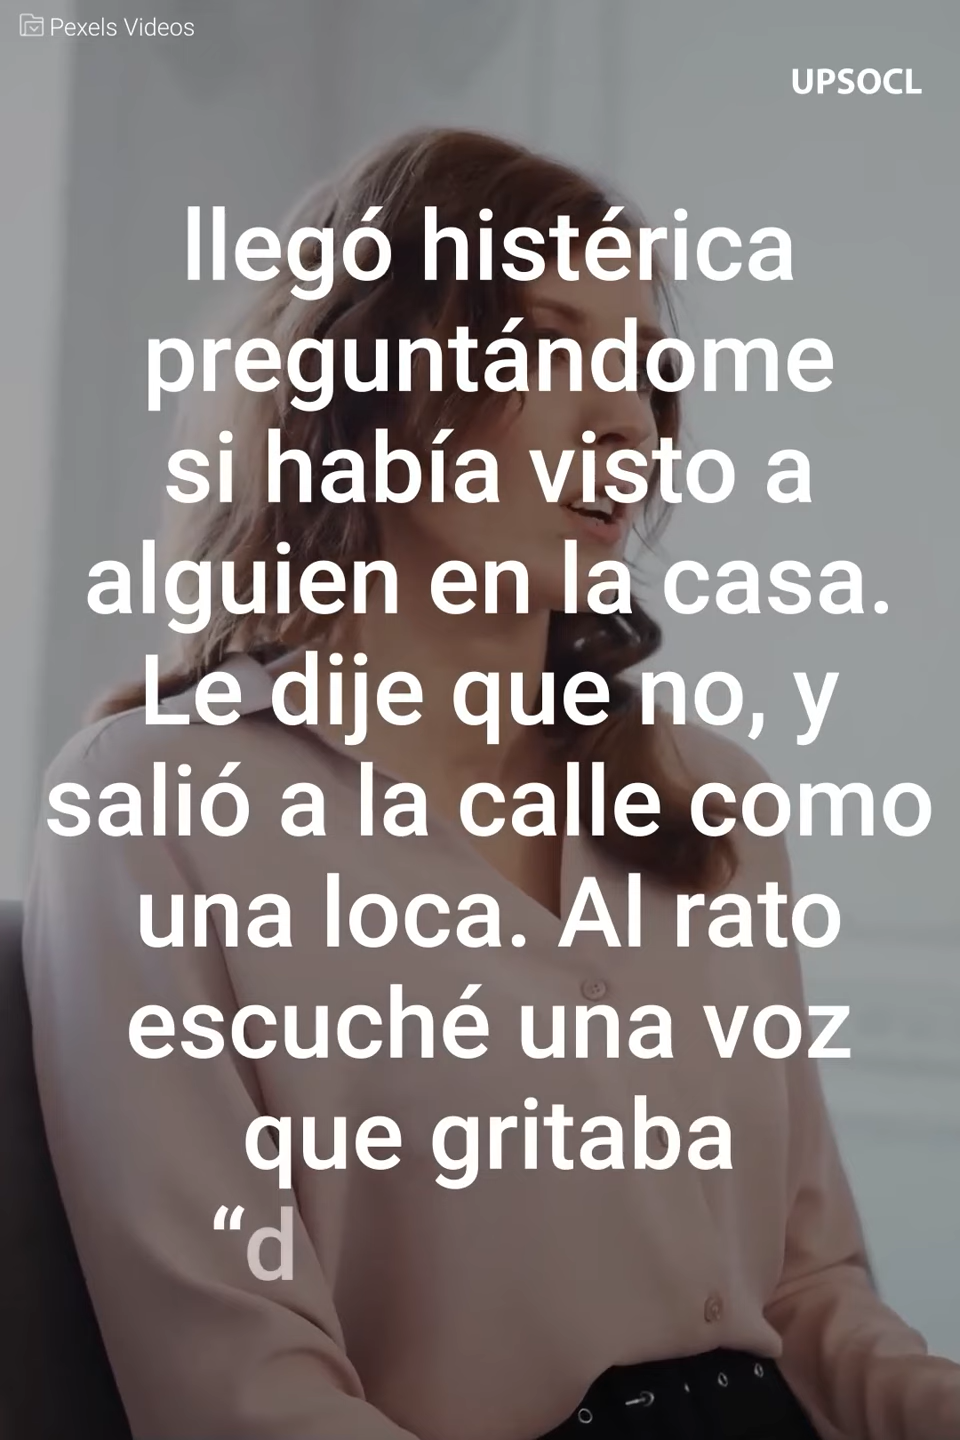 Pexels Videos
UPSOCL
llegó histérica
preguntándome
si había visto a
alguien en la casa.
Le dije que no, y
salió a la calle como
una loca. Al rato
escuché una voz
que gritaba
“d